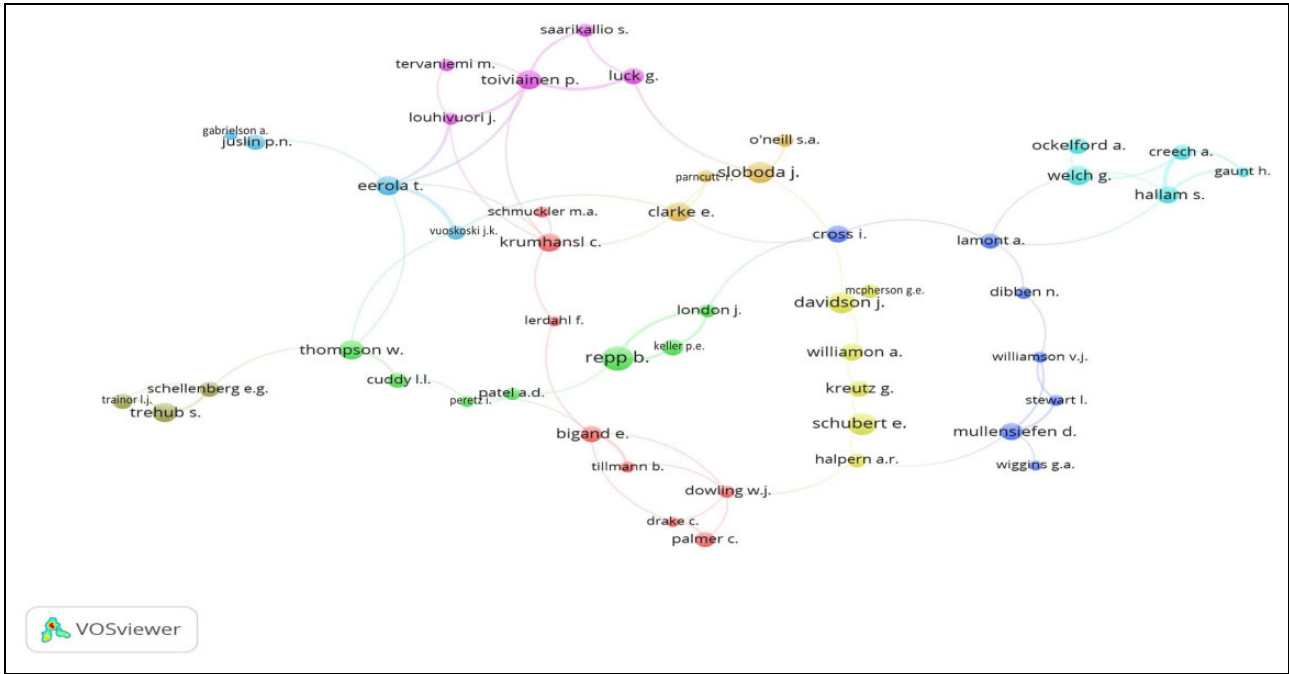 saarikallio s.
tervaniemi m.
toiviainen p.
luck g.
louhivuori j.
gabrielson a.
juslin p.n.
o'neill s.a.
ockelford a.
creech a.
gaunt h.
eerola t.
sloboda j.
welch g.
hallam s.
schmuckler m.a.
clarke e.
vuoskoski j.k.
krumhansl c.
cross i.
lamont a.
mcpherson g.e.
dibben n.
davidson j.
london j.
lerdahl f.
thompson w.
keller p.e.
repp b.
williamon a.
williamson v.j.
cuddy l.l.
schellenberg e.g.
trainor l.j.
trehub s.
patel a.d.
kreutz g.
stewart l.
schubert e.
mullensiefen d.
bigand e.
tillmann b.
halpern a.r.
wiggins g.a.
dowling w.j.
drake c.
palmer c.
VOSviewer